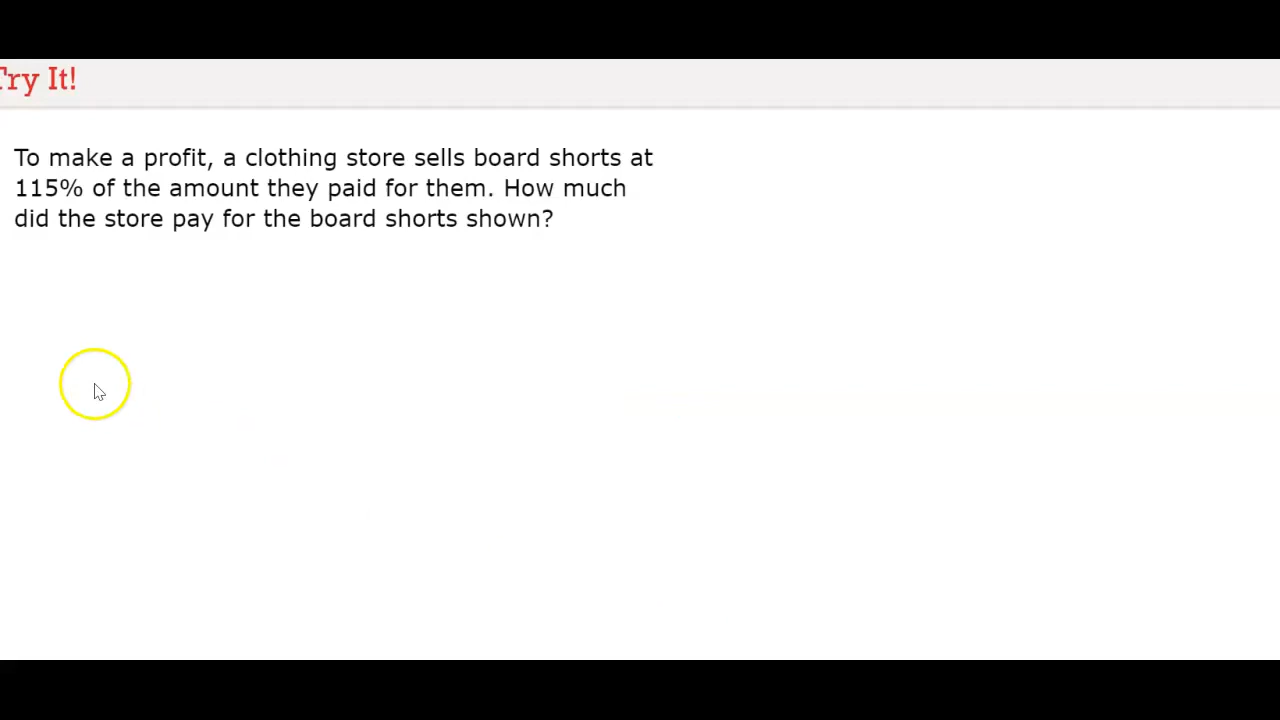 Try It!
To make a profit, a clothing store sells board shorts at
115% of the amount they paid for them. How much
did the store pay for the board shorts shown?